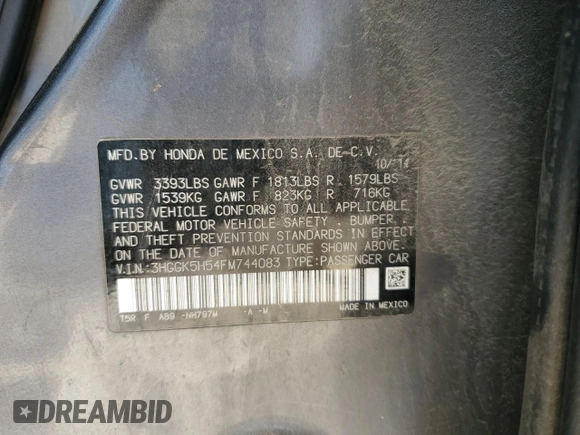 MFD.BY HONDA DE MEXICO S.A. DE C.V.
10/14
GVWR 3393LBS GAWR F 1813LBS R 1579LBS
GVWR 1539KG GAWR F 823KG R 716KG
THIS VEHICLE CONFORMS TO ALL APPLICABLE
FEDERAL MOTOR VEHICLE SAFETY, BUMPER,
AND THEFT PREVENTION STANDARDS IN EFFECT
ON THE DATE OF MANUFACTURE SHOWN ABOVE.
V.I.N:3HGGK5H54FM744083 TYPE:PASSENGER CAR
T5R F AB9 -NH797M -A -M MADE IN MEXICO
DREAMBID